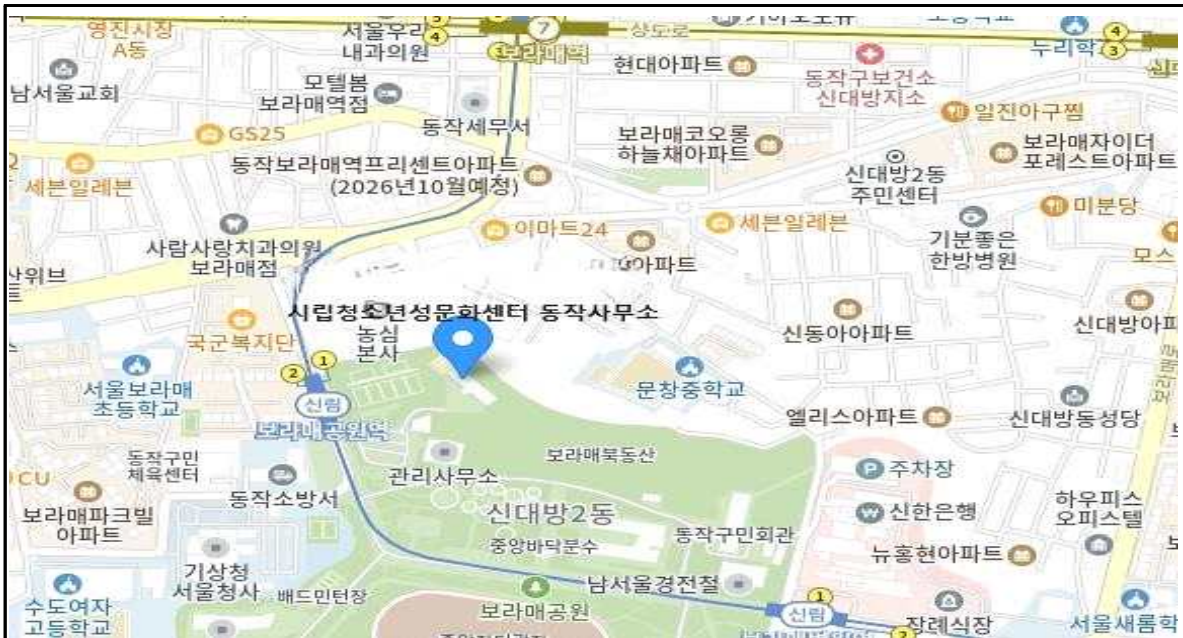 영진시장
A동
서울우리
내과의원
4
7
보라매역
상도로
현대아파트
동작구보건소
신대방지소
4
3
남서울교회
모텔봄
보라매역점
동작세무서
GS25
보라매코오롱
하늘채아파트
일진아구찜
보라매자이더
포레스트아파트
신대방2동
주민센터
동작보라매역프리센트아파트
(2026년10월예정)
세븐일레븐
사람사랑치과의원
보라매점
이마트24
세븐일레븐
기분좋은
한방병원
미분당
모스
아파트
시립청소년성문화센터 동작사무소
농심
본사
국군복지단
신동아아파트
신대방아파
1
2
신림
보라매공원역
서울보라매
초등학교
문창중학교
엘리스아파트
신대방동성당
보라매로
동작구민
체육센터
관리사무소
보라매북동산
주차장
CU
보라매파크빌
아파트
동작소방서
신대방2동
중앙바닥분수
동작구민회관
신한은행
하우피스
오피스텔
뉴홍현아파트
기상청
서울청사
배드민턴장
남서울경전철
보라매공원
1
신림
2
장례식장
수도여자
고등학교
서울새롬학